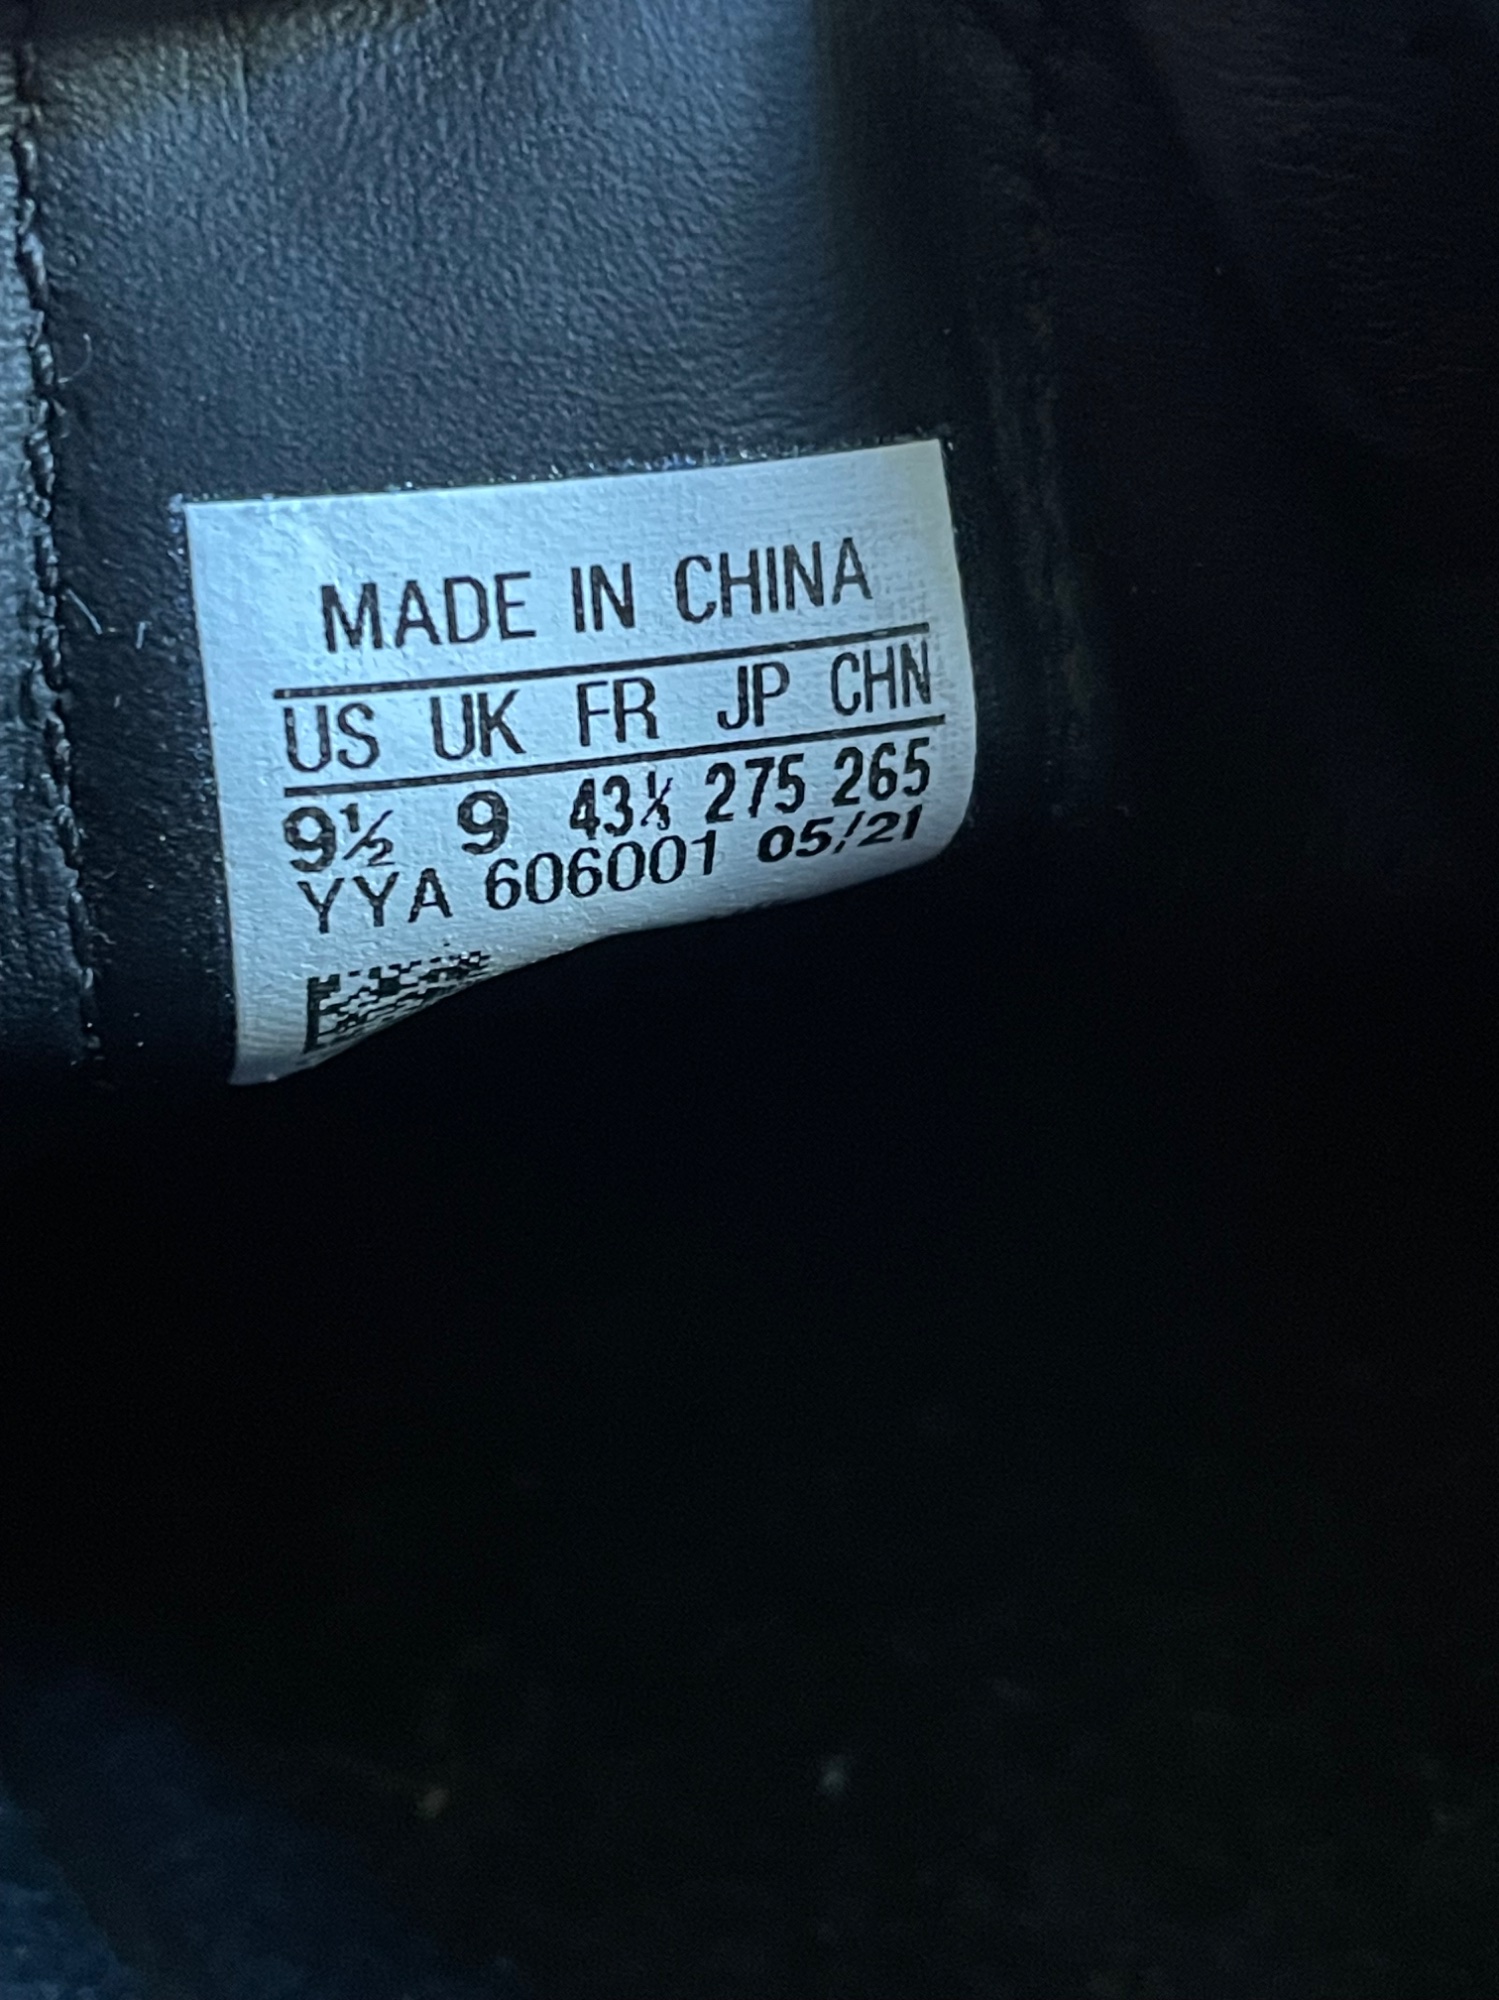 MADE IN CHINA
US UK FR JP CHN
9½ 9 43⅓ 275 265
YYA 606001 05/21